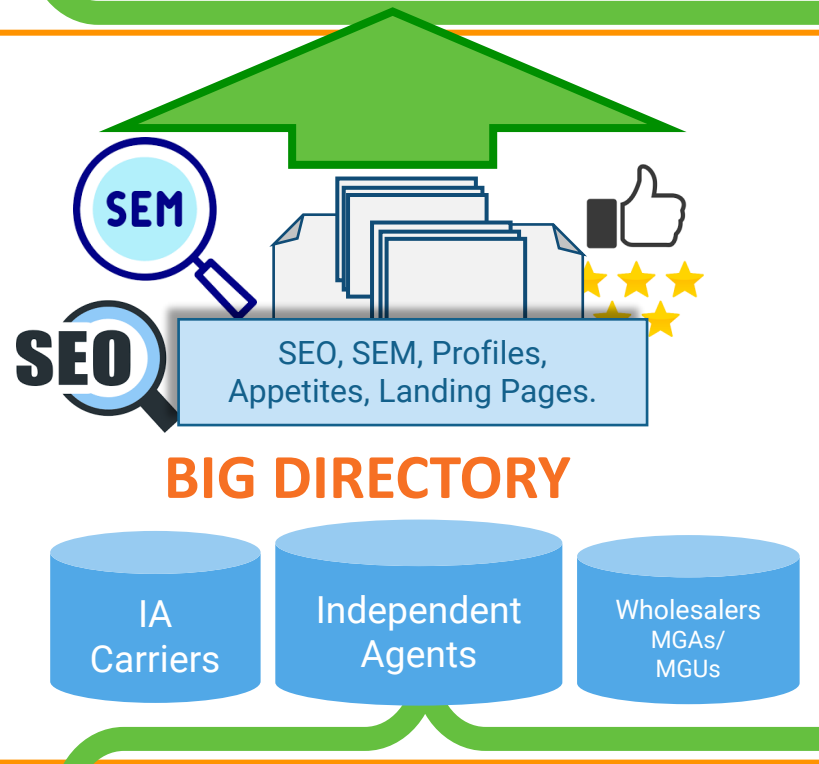 SEM
SEO
SEO, SEM, Profiles,
Appetites, Landing Pages.
BIG DIRECTORY
IA
Carriers
Independent
Agents
Wholesalers
MGAs/
MGUs